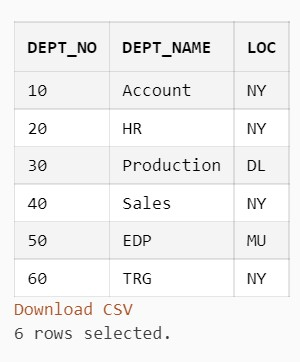 DEPT_NO DEPT_NAME LOC
10 Account NY
20 HR NY
30 Production DL
40 Sales NY
50 EDP MU
60 TRG NY
Download CSV
6 rows selected.